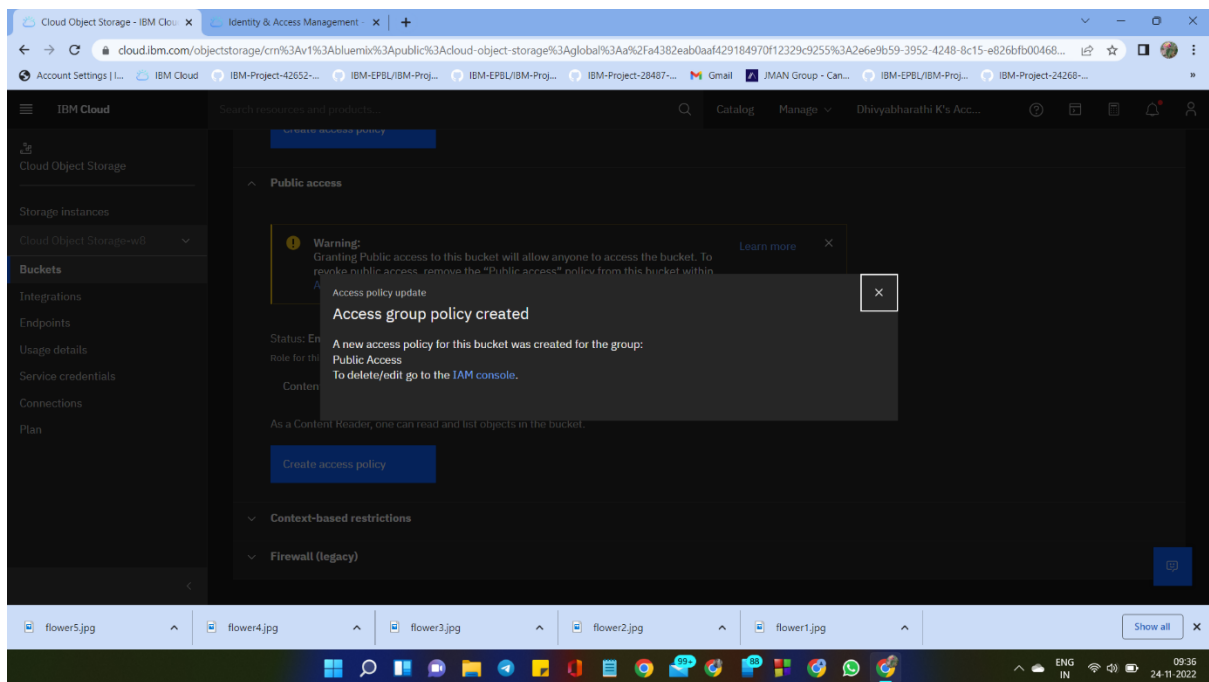 Cloud Object Storage - IBM Clou
Identity & Access Management -
cloud.ibm.com/objectstorage/crn%3Av1%3Abluemix%3Apublic%3Acloud-object-storage%3Aglobal%3Aa%2Fa4382eab0aaf429184970f12329c9255%3A2e6e9b59-3952-4248-8c15-e826bfb00468...
Account Settings | I...
IBM Cloud
IBM-Project-42652-...
IBM-EPBL/IBM-Proj...
IBM-EPBL/IBM-Proj...
IBM-Project-28487-...
Gmail
JMAN Group - Can...
IBM-EPBL/IBM-Proj...
IBM-Project-24268-...
IBM Cloud
Search resources and products...
Catalog
Manage
Dhivyabharathi K's Acc...
Cloud Object Storage
Storage instances
Cloud Object Storage-w8
Buckets
Integrations
Endpoints
Usage details
Service credentials
Connections
Plan
Create access policy
Public access
Warning:
Learn more
Granting Public access to this bucket will allow anyone to access the bucket. To
revoke public access, remove the "Public access" policy from this bucket within
A
Access policy update
Access group policy created
A new access policy for this bucket was created for the group:
Public Access
To delete/edit go to the IAM console.
Status: En
Role for thi
Conten
As a Content Reader, one can read and list objects in the bucket.
Create access policy
Context-based restrictions
Firewall (legacy)
flower5.jpg
flower4.jpg
flower3.jpg
flower2.jpg
flower1.jpg
Show all
99+
88
ENG
IN
09:36
24-11-2022